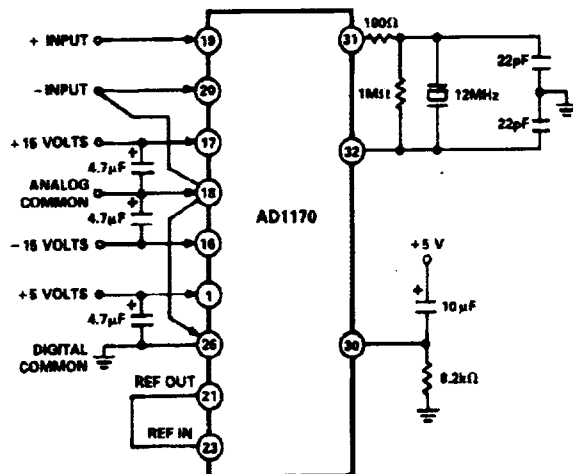 + INPUT
19
– INPUT
20
+15 VOLTS
17
4.7µF
ANALOG
COMMON
18
4.7µF
–15 VOLTS
16
+5 VOLTS
1
4.7µF
DIGITAL
COMMON
26
REF OUT
21
REF IN
23
AD1170
31
1MΩ
12MHz
22pF
22pF
32
+5 V
10µF
30
8.2kΩ